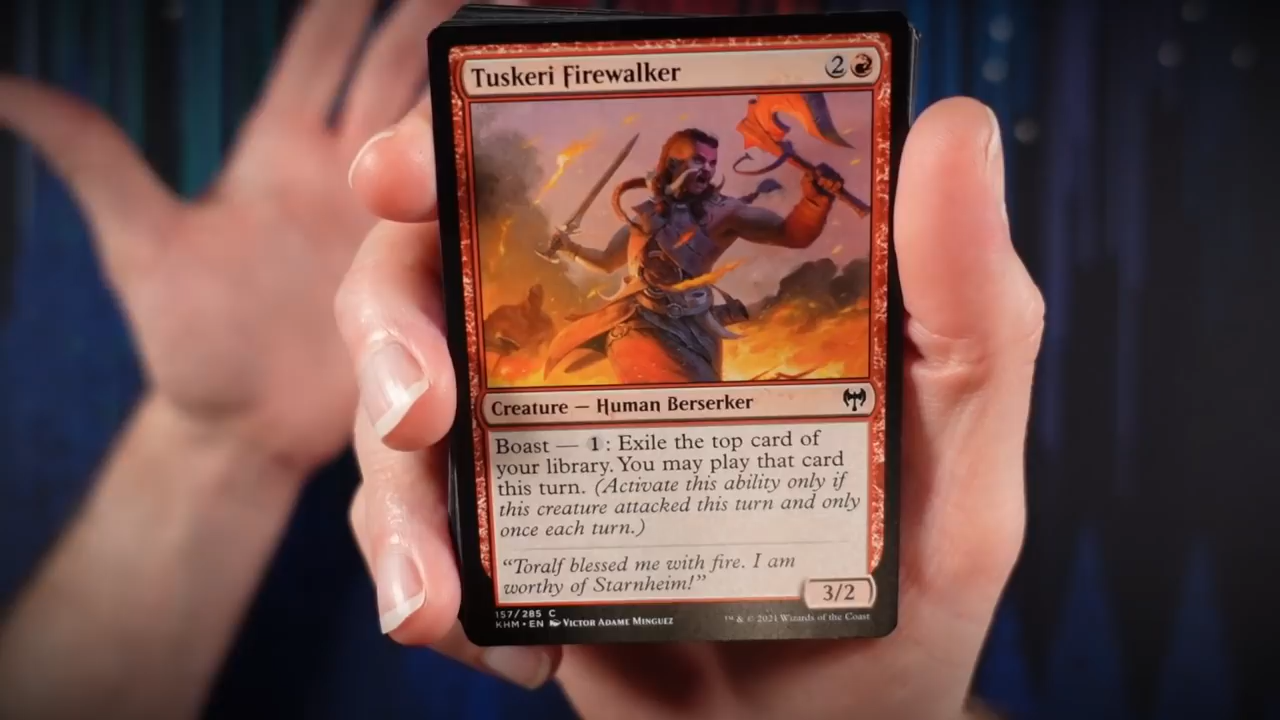 Tuskeri Firewalker 2
Creature — Human Berserker
Boast — 1: Exile the top card of
your library. You may play that card
this turn. (Activate this ability only if
this creature attacked this turn and only
once each turn.)
“Toralf blessed me with fire. I am
worthy of Starnheim!”
3/2
157/285 C
KHM • EN Victor Adame Minguez
™ & © 2021 Wizards of the Coast